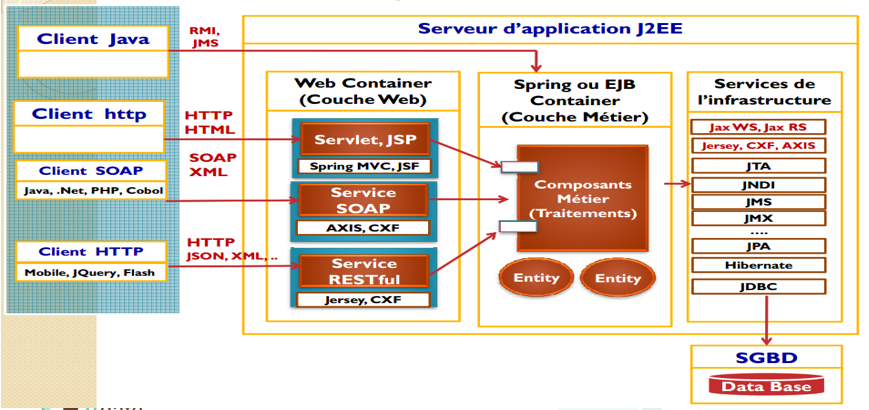 Serveur d'application J2EE
Client Java
RMI,
JMS
Client http
HTTP
HTML
Client SOAP
Java, .Net, PHP, Cobol
SOAP
XML
Client HTTP
Mobile, JQuery, Flash
HTTP
JSON, XML, ..
Web Container
(Couche Web)
Servlet, JSP
Spring MVC, JSF
Service
SOAP
AXIS, CXF
Service
RESTful
Jersey, CXF
Spring ou EJB
Container
(Couche Métier)
Composants
Métier
(Traitements)
Entity
Entity
Services de
l'infrastructure
Jax WS, Jax RS
Jersey, CXF, AXIS
JTA
JNDI
JMS
JMX
....
JPA
Hibernate
JDBC
SGBD
Data Base